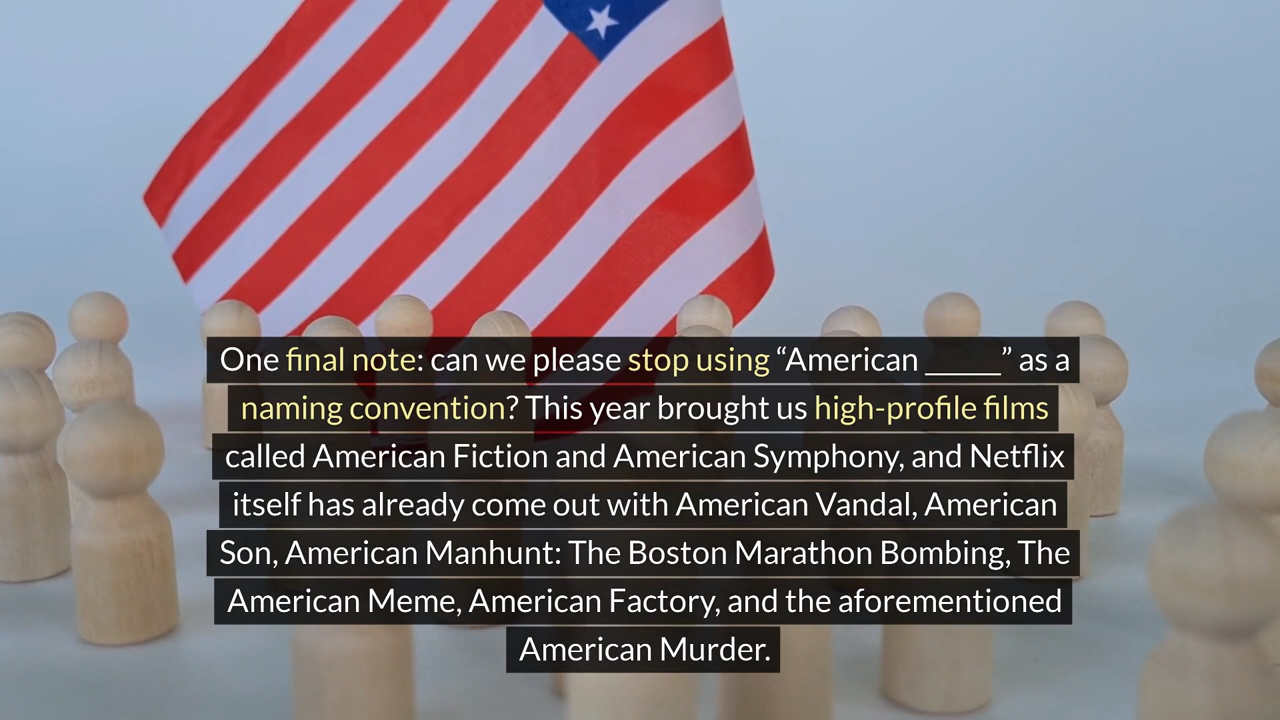 One final note: can we please stop using “American _____” as a
naming convention? This year brought us high-profile films
called American Fiction and American Symphony, and Netflix
itself has already come out with American Vandal, American
Son, American Manhunt: The Boston Marathon Bombing, The
American Meme, American Factory, and the aforementioned
American Murder.